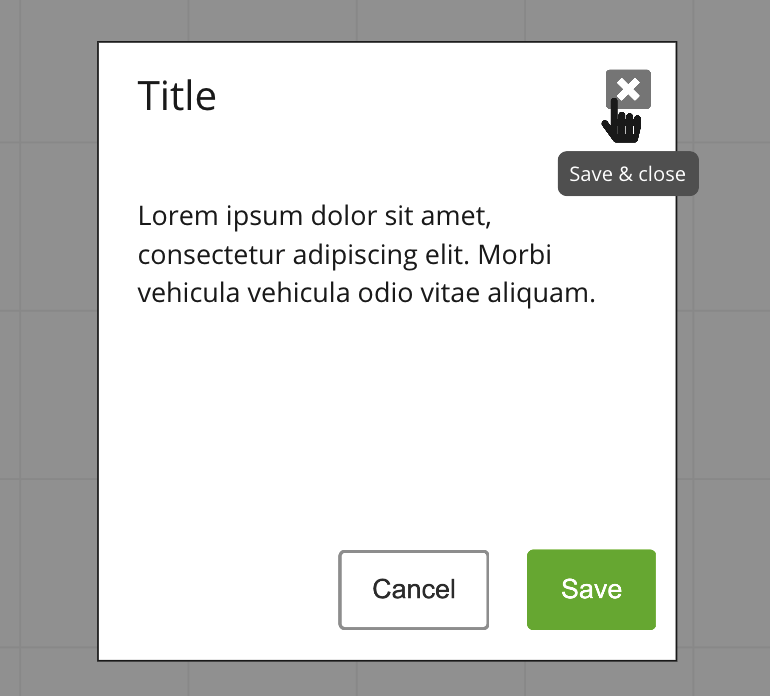 Title
Save & close
Lorem ipsum dolor sit amet,
consectetur adipiscing elit. Morbi
vehicula vehicula odio vitae aliquam.
Cancel
Save